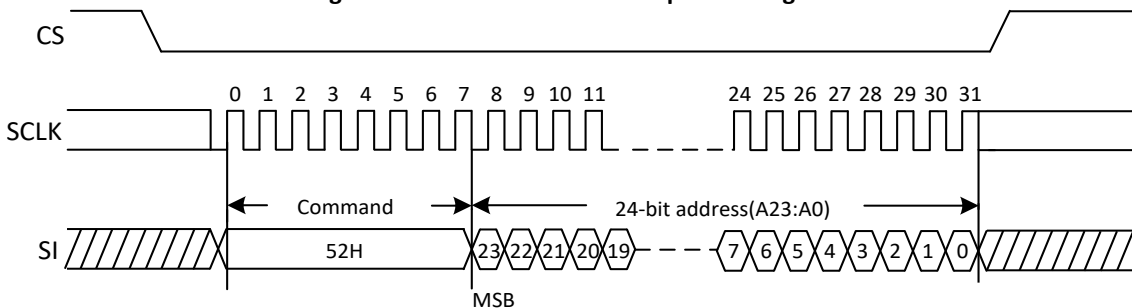 CS
0 1 2 3 4 5 6 7 8 9 10 11 24 25 26 27 28 29 30 31
SCLK
Command 24-bit address(A23:A0)
SI 52H 23 22 21 20 19 7 6 5 4 3 2 1 0
MSB